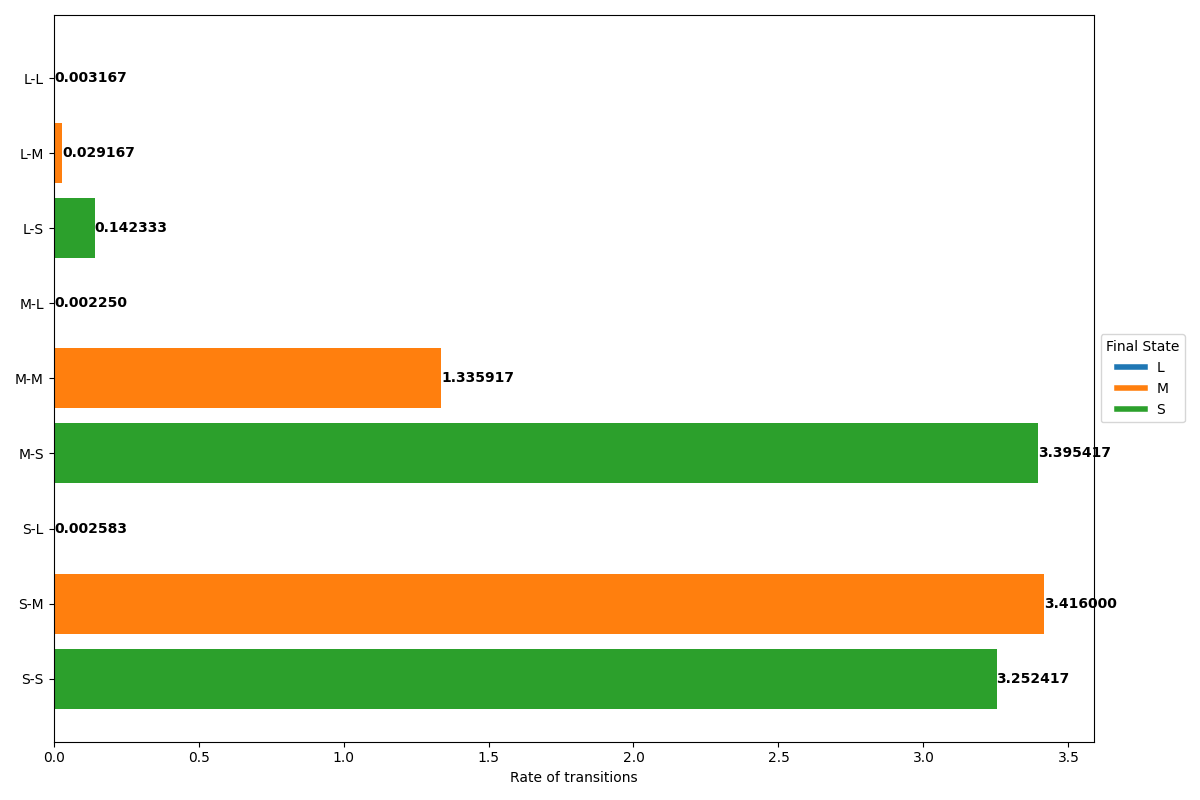 L-L 0.003167
L-M 0.029167
L-S 0.142333
M-L 0.002250
M-M 1.335917
M-S 3.395417
S-L 0.002583
S-M 3.416000
S-S 3.252417
0.0 0.5 1.0 1.5 2.0 2.5 3.0 3.5
Rate of transitions
Final State
L
M
S